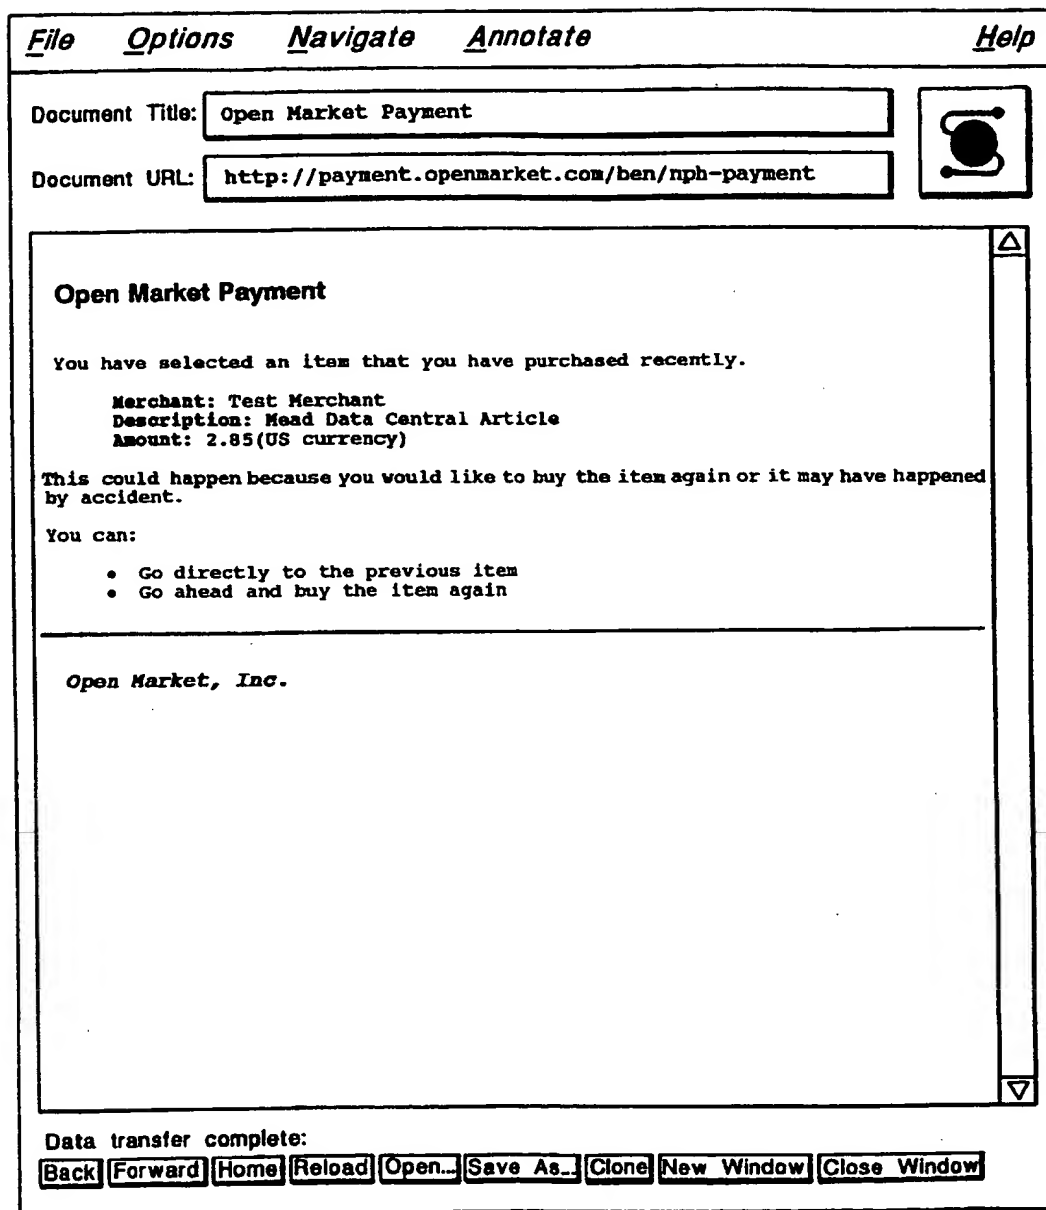 File Options Navigate Annotate Help
Document Title: Open Market Payment
Document URL: http://payment.openmarket.com/ben/nph-payment
Open Market Payment
You have selected an item that you have purchased recently.
Merchant: Test Merchant
Description: Mead Data Central Article
Amount: 2.85(US currency)
This could happen because you would like to buy the item again or it may have happened
by accident.
You can:
• Go directly to the previous item
• Go ahead and buy the item again
Open Market, Inc.
Data transfer complete:
Back Forward Home Reload Open... Save As... Clone New Window Close Window